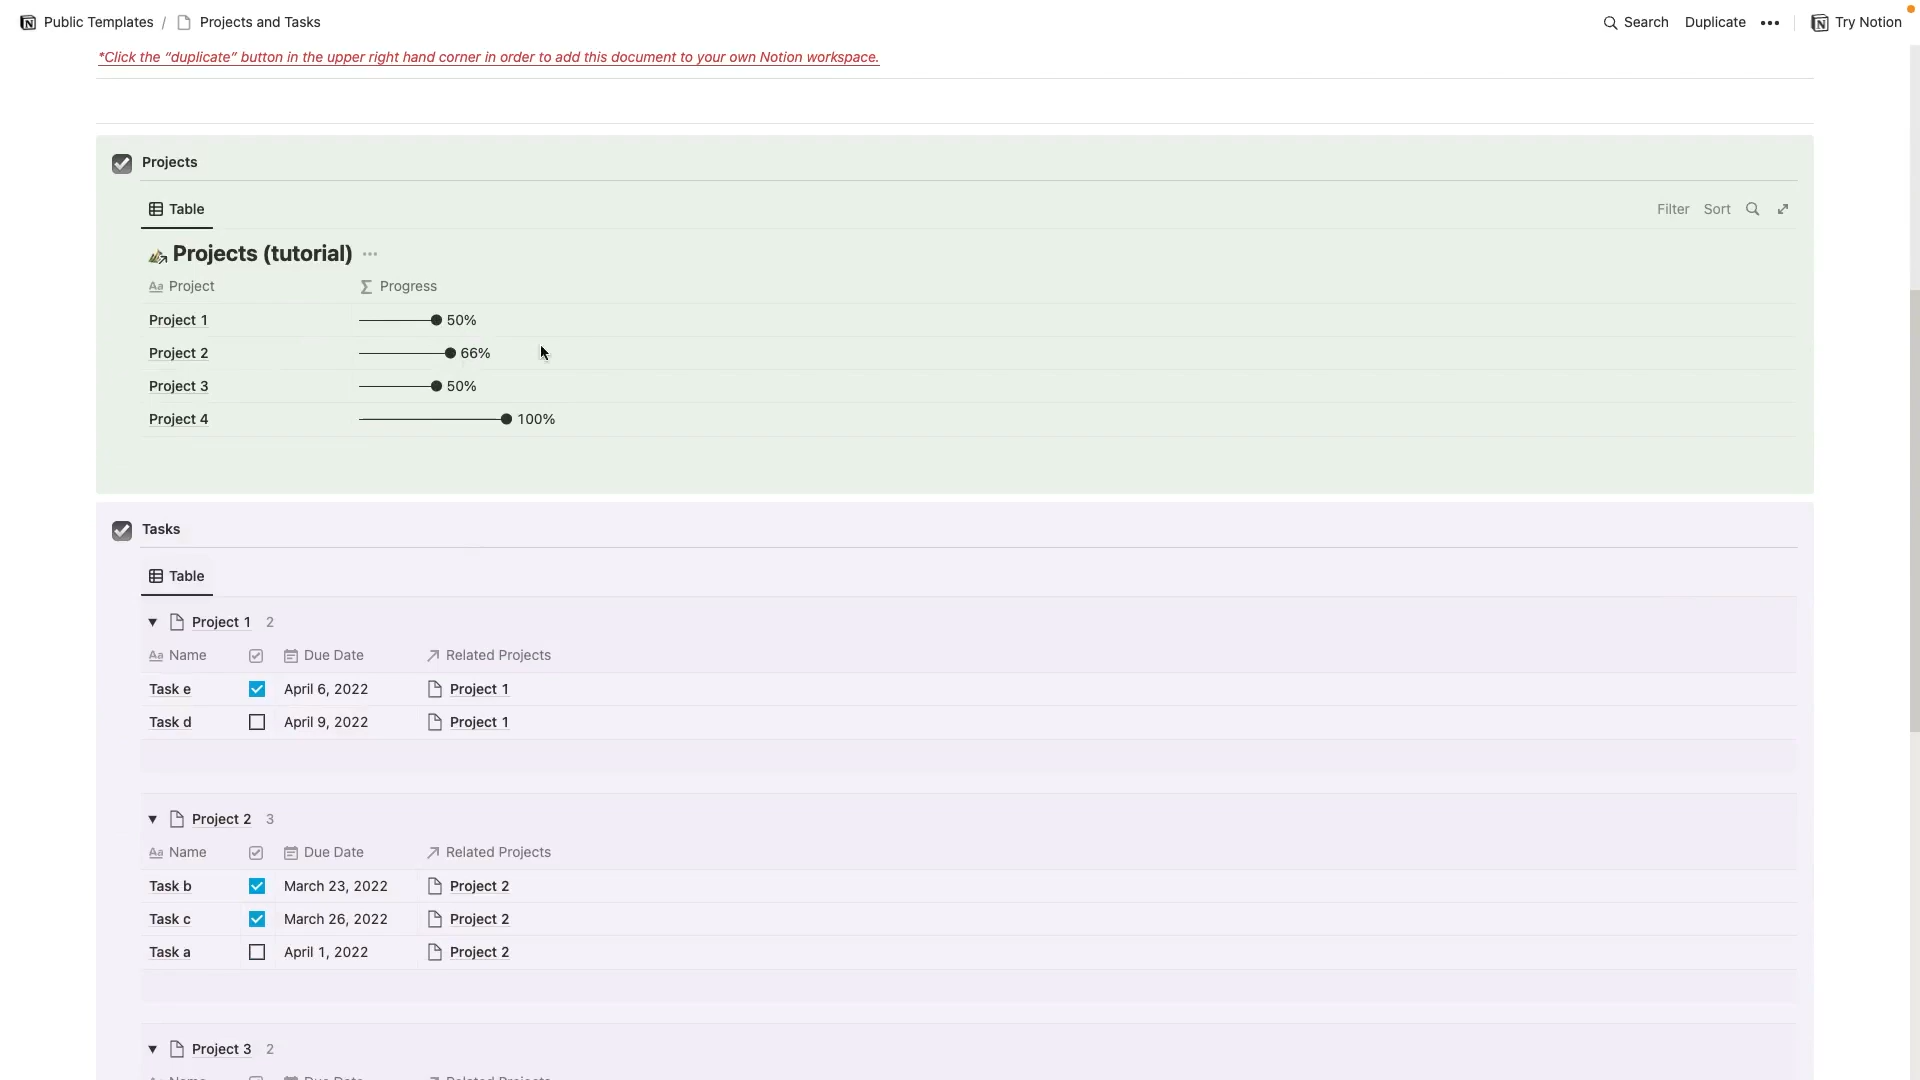 Public Templates / Projects and Tasks Search Duplicate ••• Try Notion
*Click the “duplicate” button in the upper right hand corner in order to add this document to your own Notion workspace.
Projects
Table Filter Sort
Projects (tutorial) ···
Aa Project Σ Progress
Project 1 50%
Project 2 66%
Project 3 50%
Project 4 100%
Tasks
Table
Project 1 2
Aa Name Due Date Related Projects
Task e April 6, 2022 Project 1
Task d April 9, 2022 Project 1
Project 2 3
Aa Name Due Date Related Projects
Task b March 23, 2022 Project 2
Task c March 26, 2022 Project 2
Task a April 1, 2022 Project 2
Project 3 2